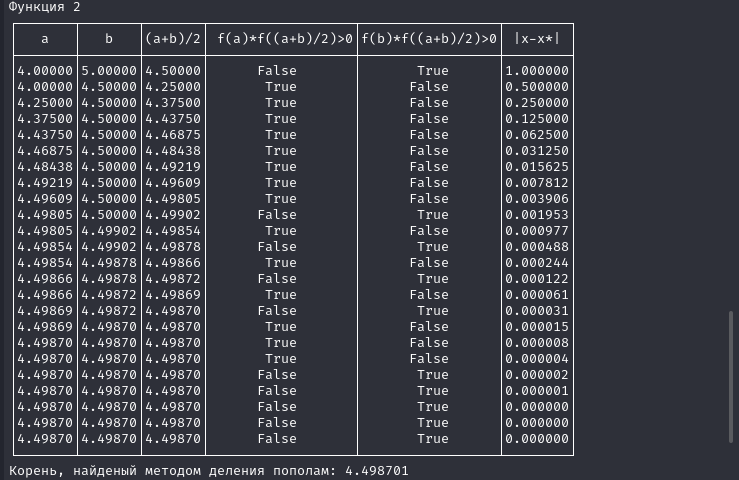 Функция 2
a b (a+b)/2 f(a)*f((a+b)/2)>0 f(b)*f((a+b)/2)>0 |x-x*|
4.00000 5.00000 4.50000 False True 1.000000
4.00000 4.50000 4.25000 True False 0.500000
4.25000 4.50000 4.37500 True False 0.250000
4.37500 4.50000 4.43750 True False 0.125000
4.43750 4.50000 4.46875 True False 0.062500
4.46875 4.50000 4.48438 True False 0.031250
4.48438 4.50000 4.49219 True False 0.015625
4.49219 4.50000 4.49609 True False 0.007812
4.49609 4.50000 4.49805 True False 0.003906
4.49805 4.50000 4.49902 False True 0.001953
4.49805 4.49902 4.49854 True False 0.000977
4.49854 4.49902 4.49878 False True 0.000488
4.49854 4.49878 4.49866 True False 0.000244
4.49866 4.49878 4.49872 False True 0.000122
4.49866 4.49872 4.49869 True False 0.000061
4.49869 4.49872 4.49870 False True 0.000031
4.49869 4.49870 4.49870 True False 0.000015
4.49870 4.49870 4.49870 True False 0.000008
4.49870 4.49870 4.49870 True False 0.000004
4.49870 4.49870 4.49870 False True 0.000002
4.49870 4.49870 4.49870 False True 0.000001
4.49870 4.49870 4.49870 False True 0.000000
4.49870 4.49870 4.49870 False True 0.000000
4.49870 4.49870 4.49870 False True 0.000000
Корень, найденый методом деления пополам: 4.498701